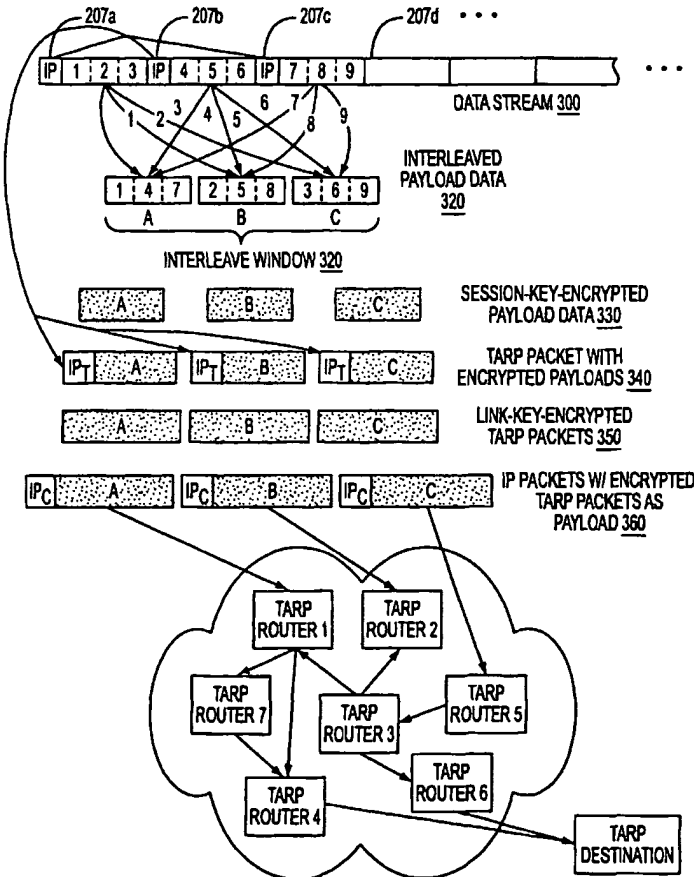 207a 207b 207c 207d • • •
IP 1 2 3 IP 4 5 6 IP 7 8 9 • • •
DATA STREAM 300
1 2 3 4 5 6 7 8 9
INTERLEAVED
PAYLOAD DATA
320
1 4 7 2 5 8 3 6 9
A B C
INTERLEAVE WINDOW 320
A B C
SESSION-KEY-ENCRYPTED
PAYLOAD DATA 330
IPT A IPT B IPT C
TARP PACKET WITH
ENCRYPTED PAYLOADS 340
A B C
LINK-KEY-ENCRYPTED
TARP PACKETS 350
IPC A IPC B IPC C
IP PACKETS W/ ENCRYPTED
TARP PACKETS AS
PAYLOAD 360
TARP
ROUTER 1
TARP
ROUTER 2
TARP
ROUTER 7
TARP
ROUTER 3
TARP
ROUTER 5
TARP
ROUTER 4
TARP
ROUTER 6
TARP
DESTINATION